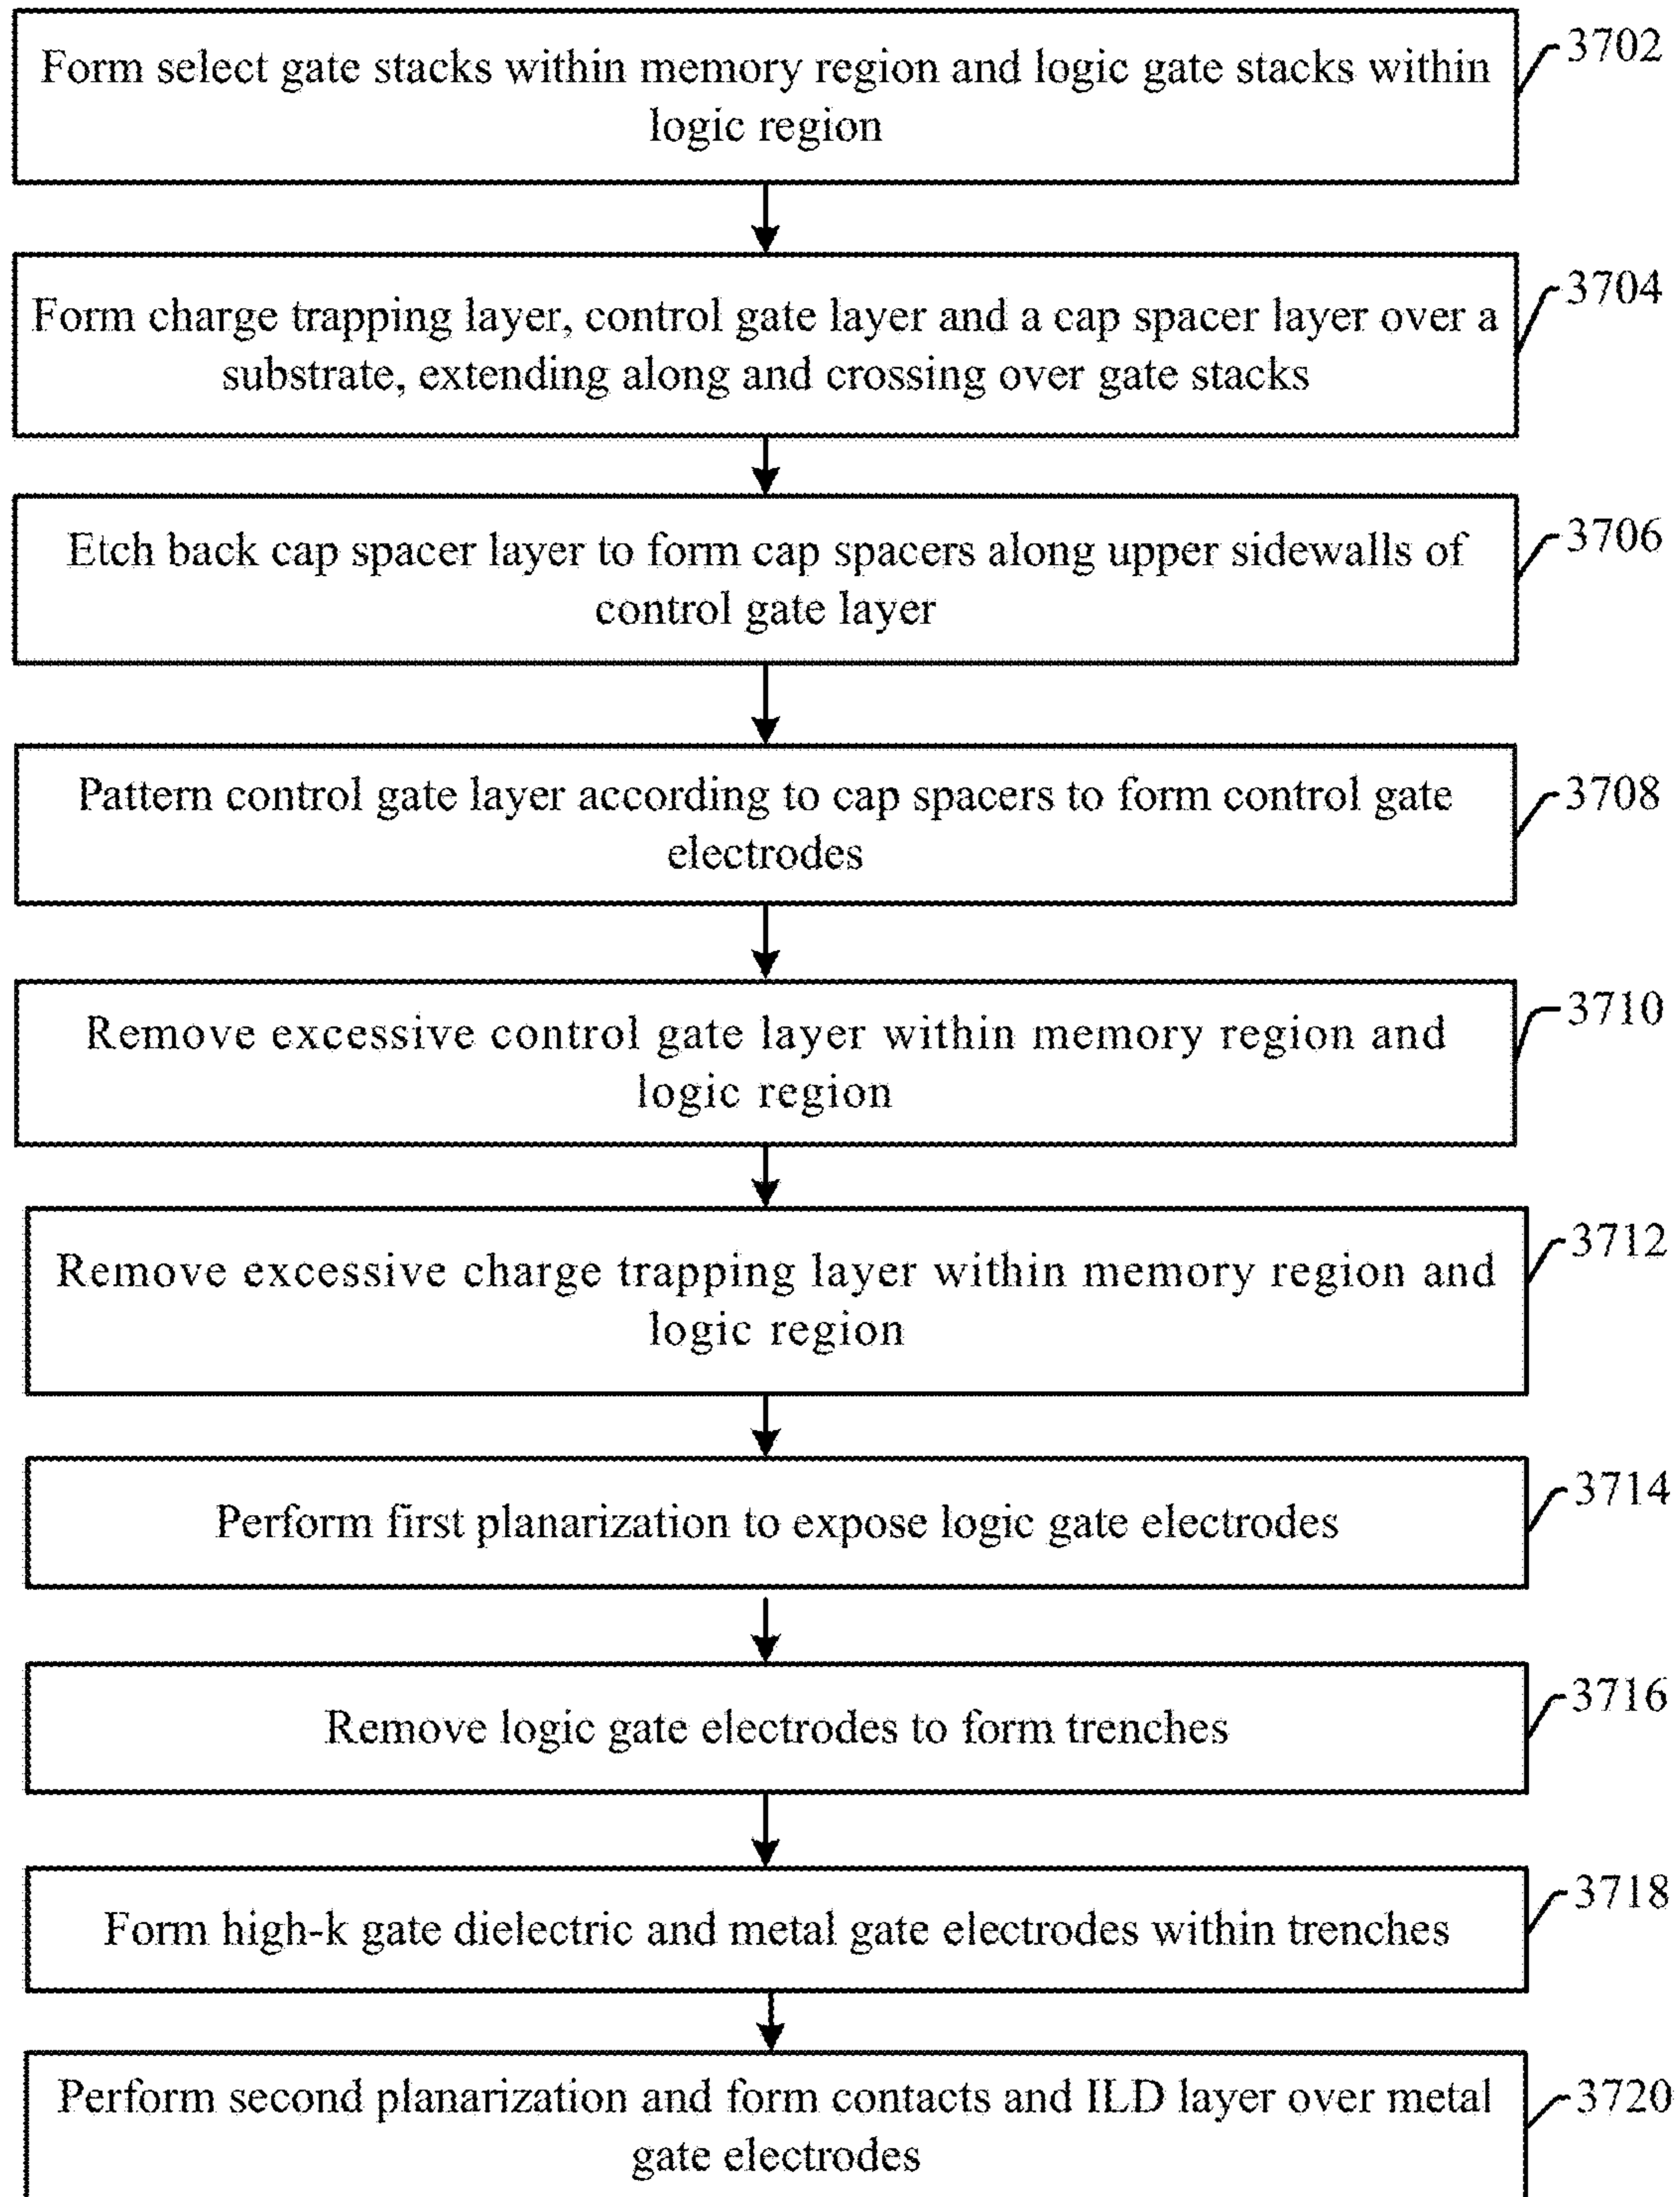 Form select gate stacks within memory region and logic gate stacks within
logic region
3702
Form charge trapping layer, control gate layer and a cap spacer layer over a
substrate, extending along and crossing over gate stacks
3704
Etch back cap spacer layer to form cap spacers along upper sidewalls of
control gate layer
3706
Pattern control gate layer according to cap spacers to form control gate
electrodes
3708
Remove excessive control gate layer within memory region and
logic region
3710
Remove excessive charge trapping layer within memory region and
logic region
3712
Perform first planarization to expose logic gate electrodes
3714
Remove logic gate electrodes to form trenches
3716
Form high-k gate dielectric and metal gate electrodes within trenches
3718
Perform second planarization and form contacts and ILD layer over metal
gate electrodes
3720